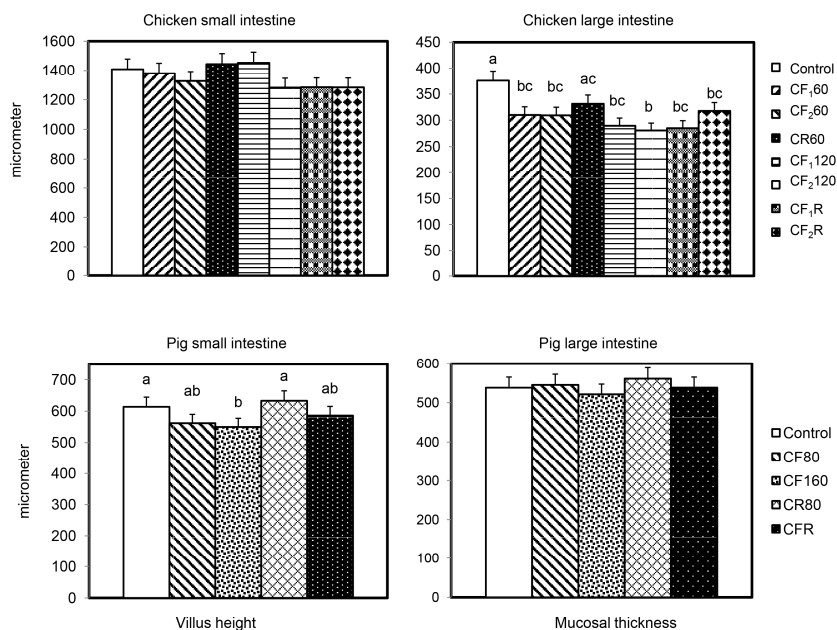 Chicken small intestine
1600
1400
1200
1000
800
600
400
200
0
micrometer
Chicken large intestine
450
400
350
300
250
200
150
100
50
0
a
bc bc ac bc b bc bc
Control
CF₁60
CF₂60
CR60
CF₁120
CF₂120
CF₁R
CF₂R
Pig small intestine
700
600
500
400
300
200
100
0
micrometer
a ab b a ab
Villus height
Pig large intestine
600
500
400
300
200
100
0
Mucosal thickness
Control
CF80
CF160
CR80
CFR